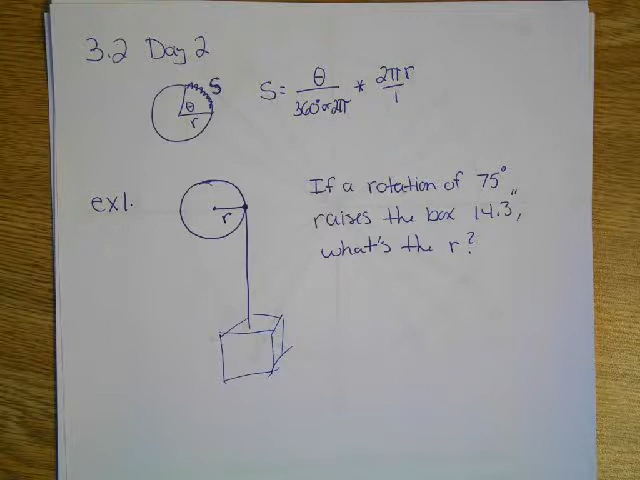 3.2 Day 2
S
θ
r
S = θ / 360° or 2π * 2πr / 1
ex1.
r
If a rotation of 75°
raises the box 14.3",
what's the r?